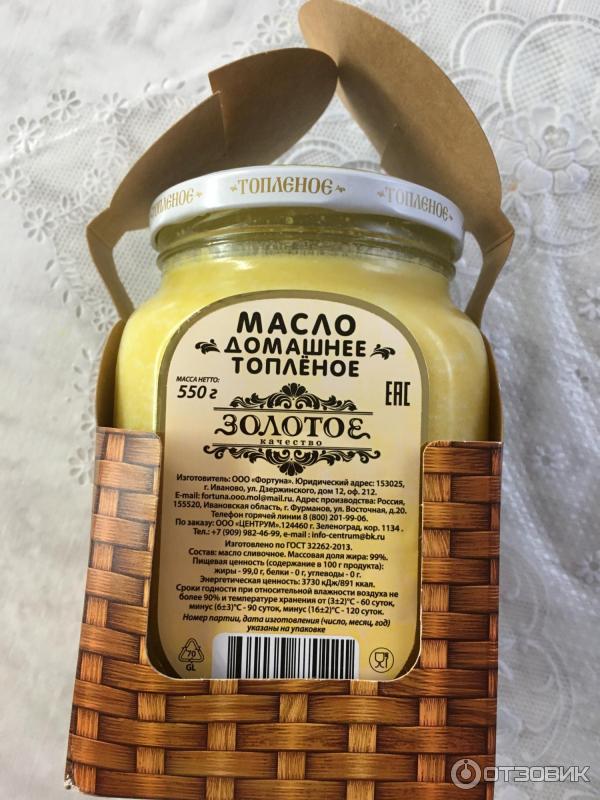 ТОПЛЕНОЕ ТОПЛЕНОЕ ТОПЛЕНОЕ
МАСЛО
ДОМАШНЕЕ
ТОПЛЁНОЕ
МАССА НЕТТО:
550 г
EAC
ЗОЛОТОЕ
качество
Изготовитель: ООО «Фортуна». Юридический адрес: 153025,
г. Иваново, ул. Дзержинского, дом 12, оф. 212.
E-mail: fortuna.ooo.mol@mail.ru. Адрес производства: Россия,
155520, Ивановская область, г. Фурманов, ул. Восточная, д.20.
Телефон горячей линии 8 (800) 201-99-06.
По заказу: ООО «ЦЕНТРУМ».124460 г. Зеленоград, кор. 1134 .
Тел.: +7 (909) 982-46-99, e-mail : info-centrum@bk.ru
Изготовлено по ГОСТ 32262-2013.
Состав: масло сливочное. Массовая доля жира: 99%.
Пищевая ценность (содержание в 100 г продукта):
жиры - 99,0 г, белки - 0 г, углеводы - 0 г.
Энергетическая ценность: 3730 кДж/891 ккал.
Сроки годности при относительной влажности воздуха не
более 90% и температуре хранения от (3±2)°С - 60 суток,
минус (6±3)°С - 90 суток, минус (16±2)°С - 120 суток.
Номер партии, дата изготовления (число, месяц, год)
указаны на упаковке
70
GL
ОТЗОВИК